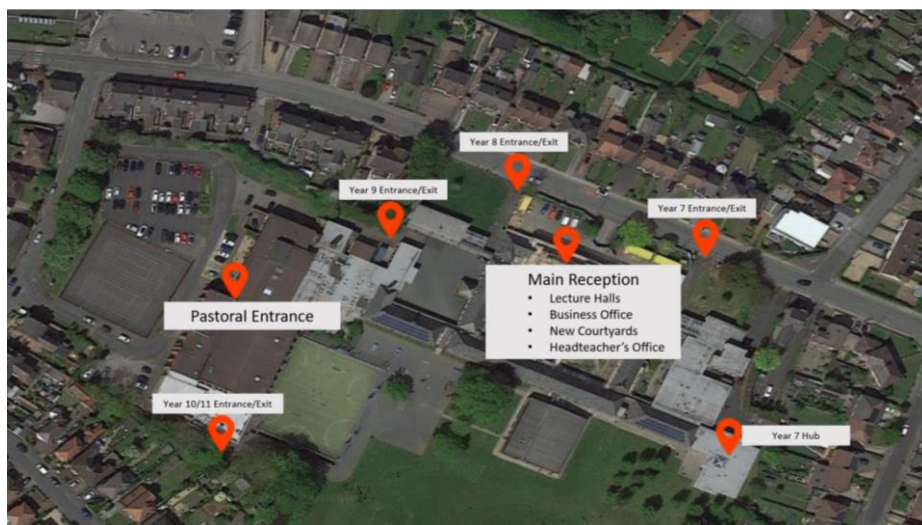 Year 8 Entrance/Exit
Year 9 Entrance/Exit
Year 7 Entrance/Exit
Main Reception
• Lecture Halls
• Business Office
• New Courtyards
• Headteacher's Office
Pastoral Entrance
Year 10/11 Entrance/Exit
Year 7 Hub